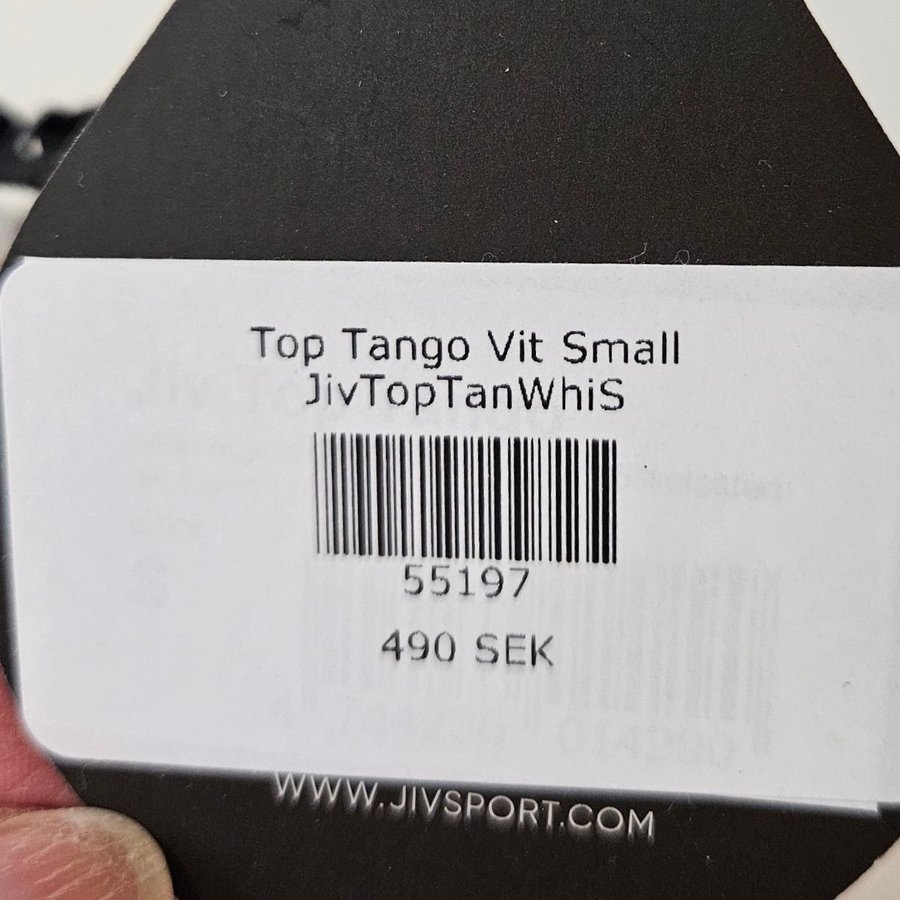 Top Tango Vit Small
JivTopTanWhiS
55197
490 SEK
WWW.JIVSPORT.COM